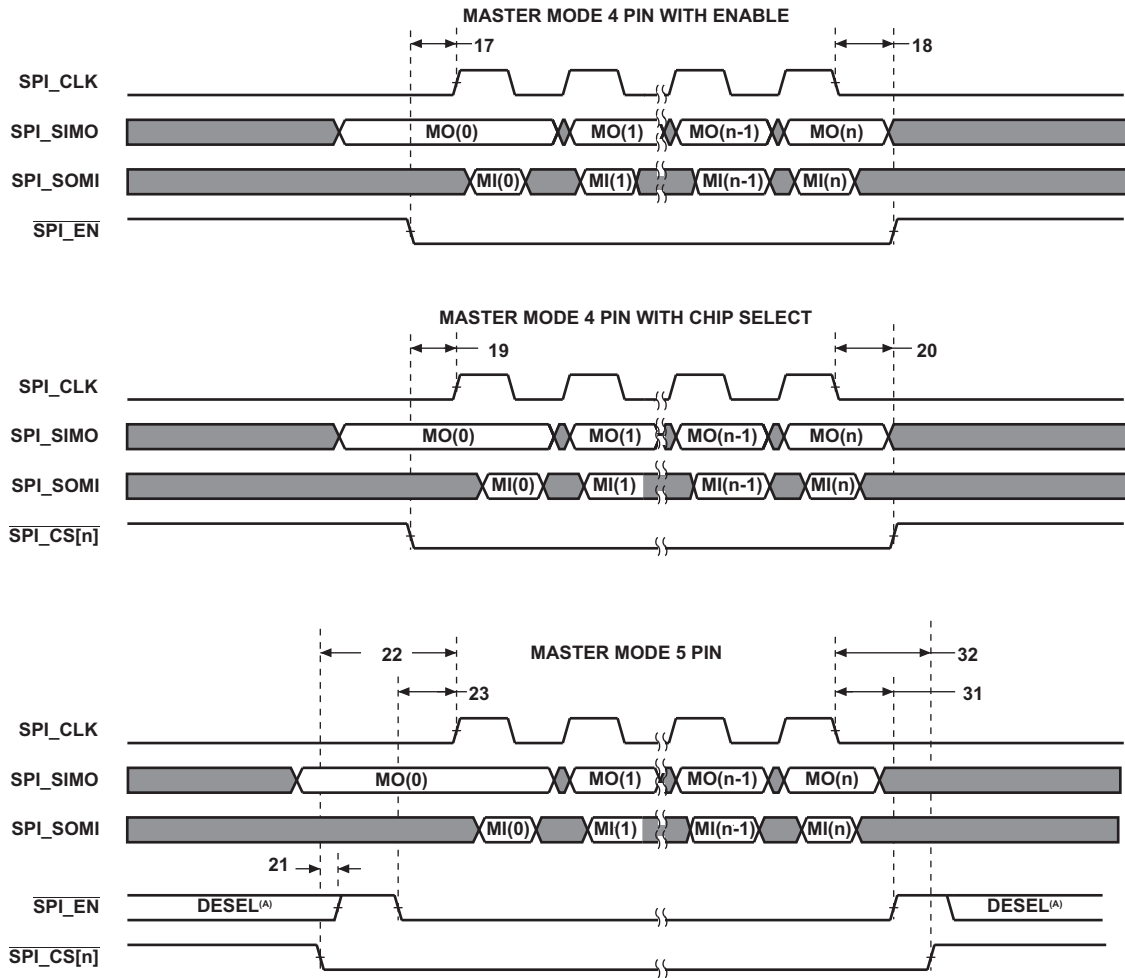 MASTER MODE 4 PIN WITH ENABLE
17
18
SPI_CLK
SPI_SIMO
MO(0)
MO(1)
MO(n-1)
MO(n)
SPI_SOMI
MI(0)
MI(1)
MI(n-1)
MI(n)
SPI_EN
MASTER MODE 4 PIN WITH CHIP SELECT
19
20
SPI_CLK
SPI_SIMO
MO(0)
MO(1)
MO(n-1)
MO(n)
SPI_SOMI
MI(0)
MI(1)
MI(n-1)
MI(n)
SPI_CS[n]
22
MASTER MODE 5 PIN
32
23
31
SPI_CLK
SPI_SIMO
MO(0)
MO(1)
MO(n-1)
MO(n)
SPI_SOMI
MI(0)
MI(1)
MI(n-1)
MI(n)
21
SPI_EN
DESEL(A)
DESEL(A)
SPI_CS[n]